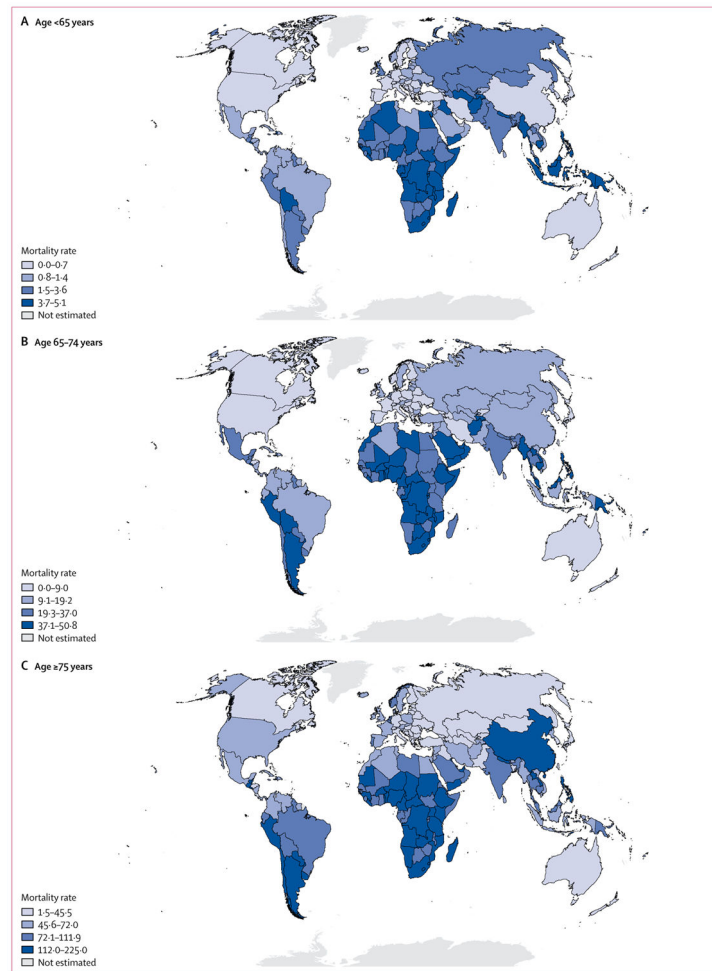 A Age <65 years
Mortality rate
0·0–0·7
0·8–1·4
1·5–3·6
3·7–5·1
Not estimated
B Age 65–74 years
Mortality rate
0·0–9·0
9·1–19·2
19·3–37·0
37·1–50·8
Not estimated
C Age ≥75 years
Mortality rate
1·5–45·5
45·6–72·0
72·1–111·9
112·0–225·0
Not estimated